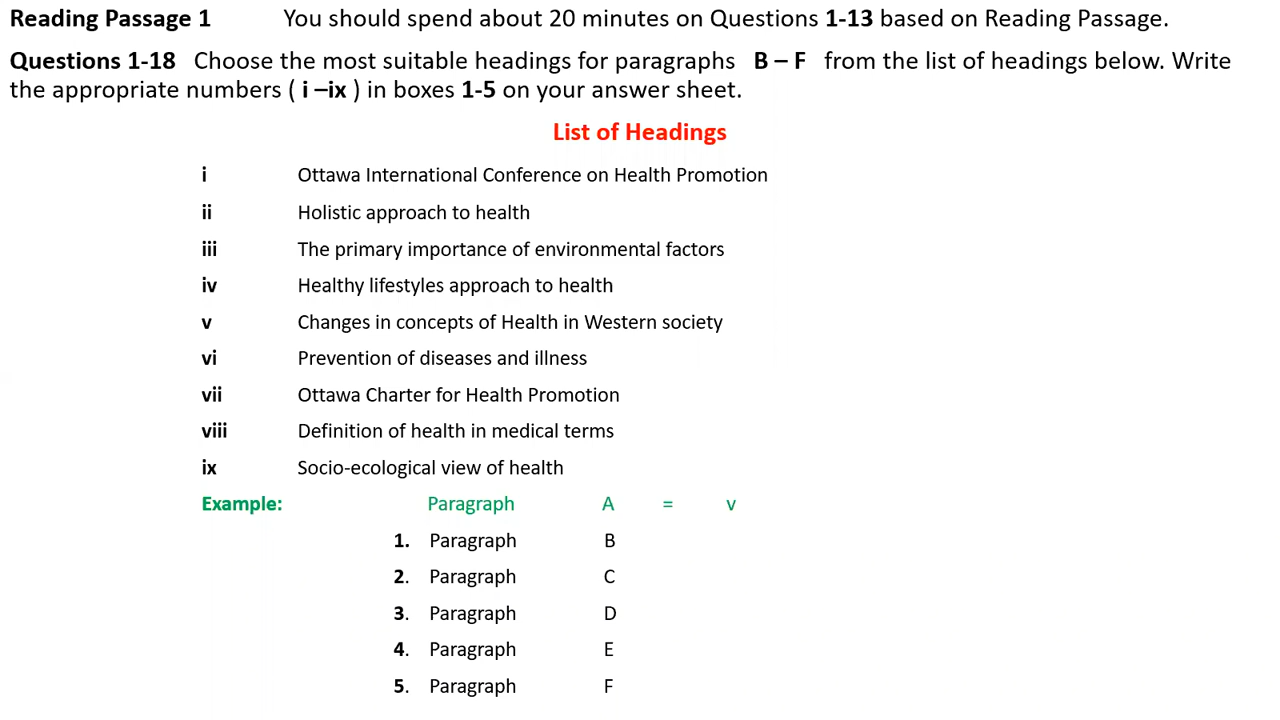 Reading Passage 1 You should spend about 20 minutes on Questions 1-13 based on Reading Passage.
Questions 1-18 Choose the most suitable headings for paragraphs B – F from the list of headings below. Write
the appropriate numbers ( i –ix ) in boxes 1-5 on your answer sheet.
List of Headings
i Ottawa International Conference on Health Promotion
ii Holistic approach to health
iii The primary importance of environmental factors
iv Healthy lifestyles approach to health
v Changes in concepts of Health in Western society
vi Prevention of diseases and illness
vii Ottawa Charter for Health Promotion
viii Definition of health in medical terms
ix Socio-ecological view of health
Example: Paragraph A = v
1. Paragraph B
2. Paragraph C
3. Paragraph D
4. Paragraph E
5. Paragraph F